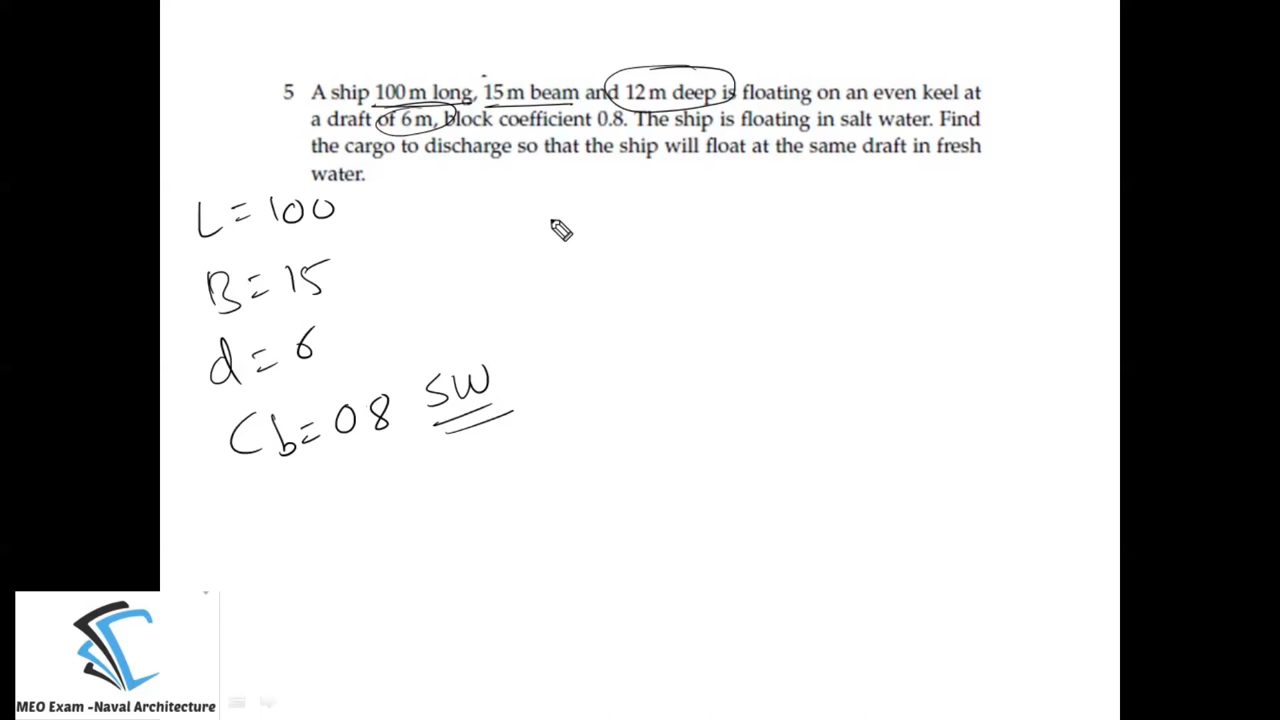 5 A ship 100 m long, 15 m beam and 12 m deep is floating on an even keel at
a draft of 6 m, block coefficient 0.8. The ship is floating in salt water. Find
the cargo to discharge so that the ship will float at the same draft in fresh
water.
L = 100
B = 15
d = 6
Cb = 08 SW
MEO Exam -Naval Architecture